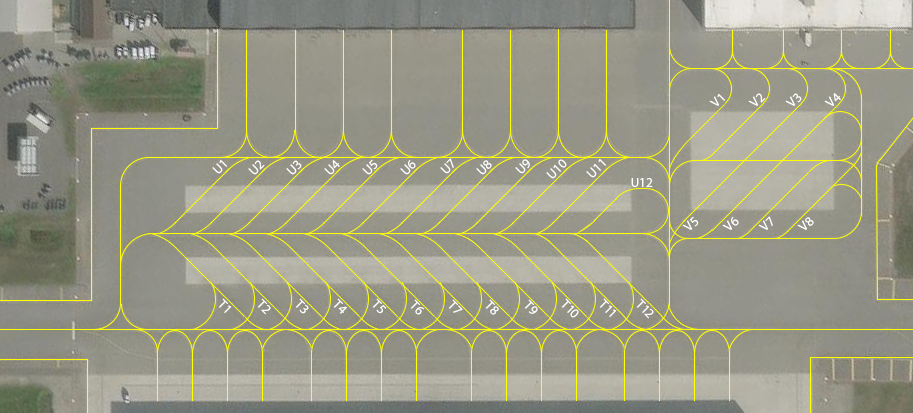 V1 V2 V3 V4
U1 U2 U3 U4 U5 U6 U7 U8 U9 U10 U11
U12
V5 V6 V7 V8
T1 T2 T3 T4 T5 T6 T7 T8 T9 T10 T11 T12